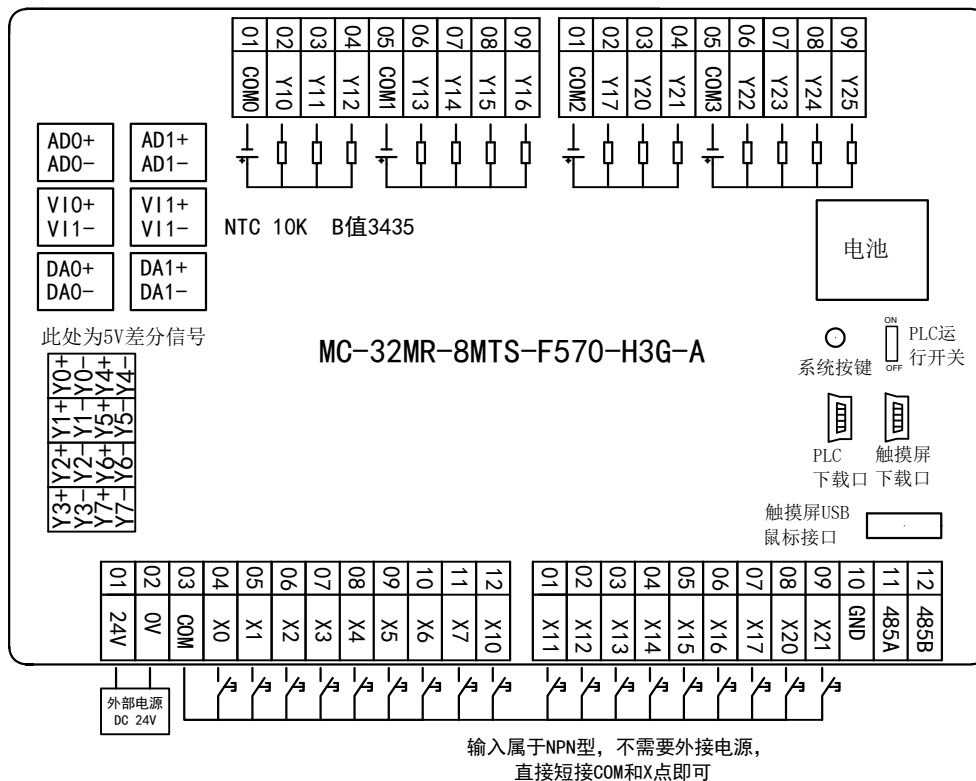 01 02 03 04 05 06 07 08 09
COM0 Y10 Y11 Y12 COM1 Y13 Y14 Y15 Y16
01 02 03 04 05 06 07 08 09
COM2 Y17 Y20 Y21 COM3 Y22 Y23 Y24 Y25
AD0+
AD0-
AD1+
AD1-
VI0+
VI1-
VI1+
VI1-
NTC 10K B值3435
DA0+
DA0-
DA1+
DA1-
电池
此处为5V差分信号
Y0+ Y0- Y4+ Y4-
Y1+ Y1- Y5+ Y5-
Y2+ Y2- Y6+ Y6-
Y3+ Y3- Y7+ Y7-
MC-32MR-8MTS-F570-H3G-A
系统按键
ON
OFF
PLC运
行开关
PLC
下载口
触摸屏
下载口
触摸屏USB
鼠标接口
01 02 03 04 05 06 07 08 09 10 11 12
24V 0V COM X0 X1 X2 X3 X4 X5 X6 X7 X10
01 02 03 04 05 06 07 08 09 10 11 12
X11 X12 X13 X14 X15 X16 X17 X20 X21 GND 485A 485B
外部电源
DC 24V
输入属于NPN型，不需要外接电源，
直接短接COM和X点即可